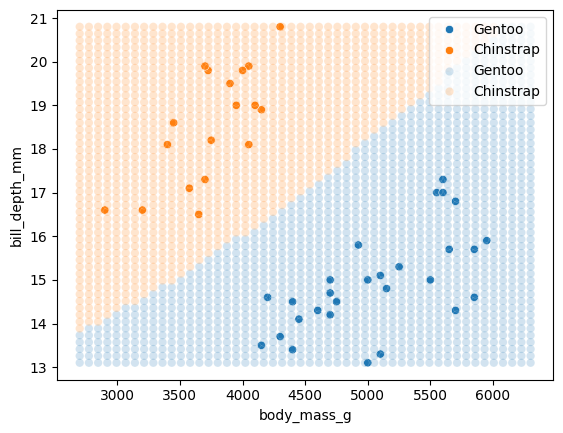 21
20
19
18
17
16
15
14
13
bill_depth_mm
Gentoo
Chinstrap
Gentoo
Chinstrap
3000
3500
4000
4500
5000
5500
6000
body_mass_g